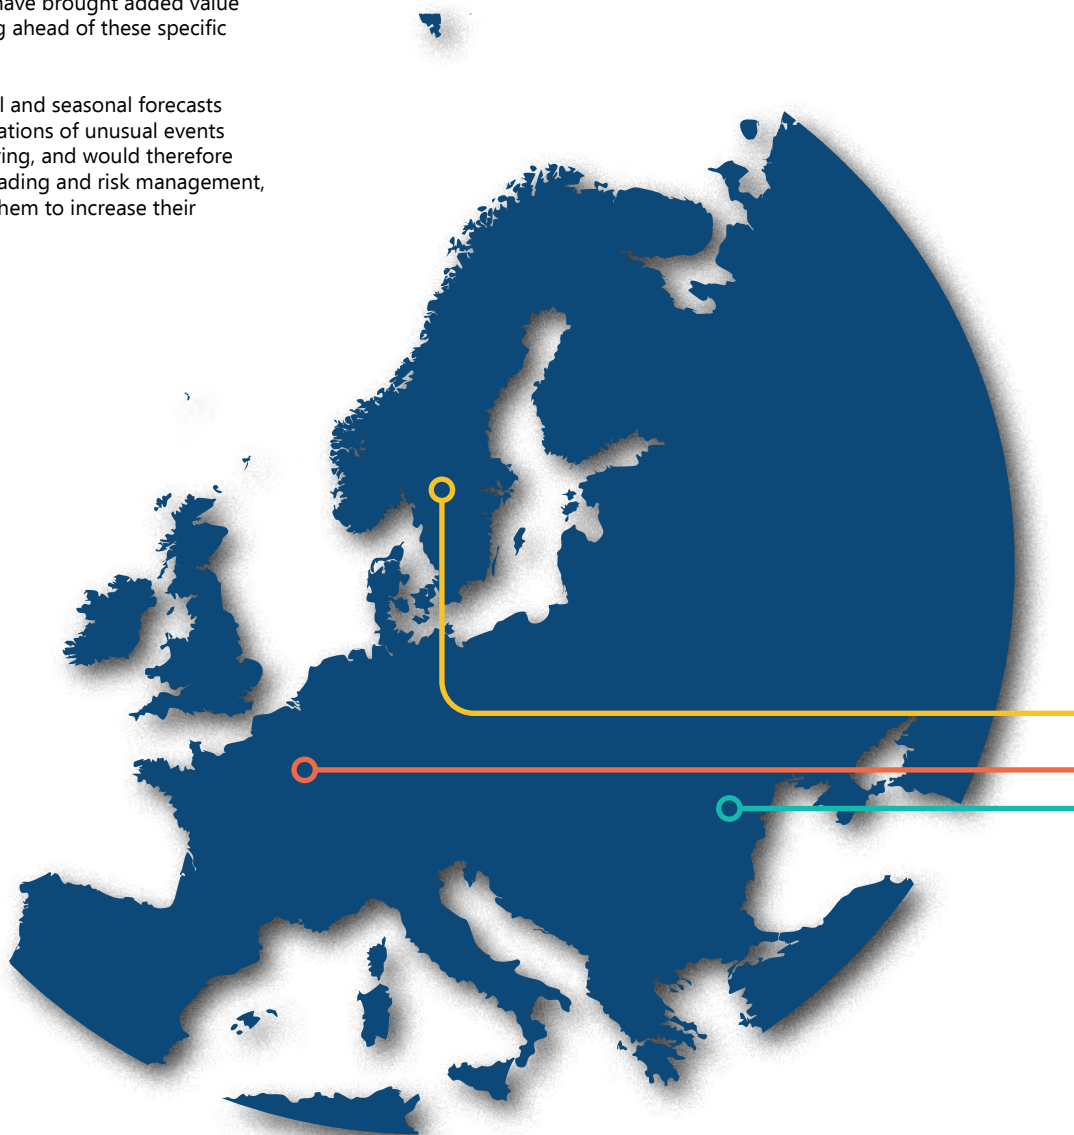 have brought added value
g ahead of these specific
l and seasonal forecasts
ations of unusual events
ring, and would therefore
ading and risk management,
hem to increase their